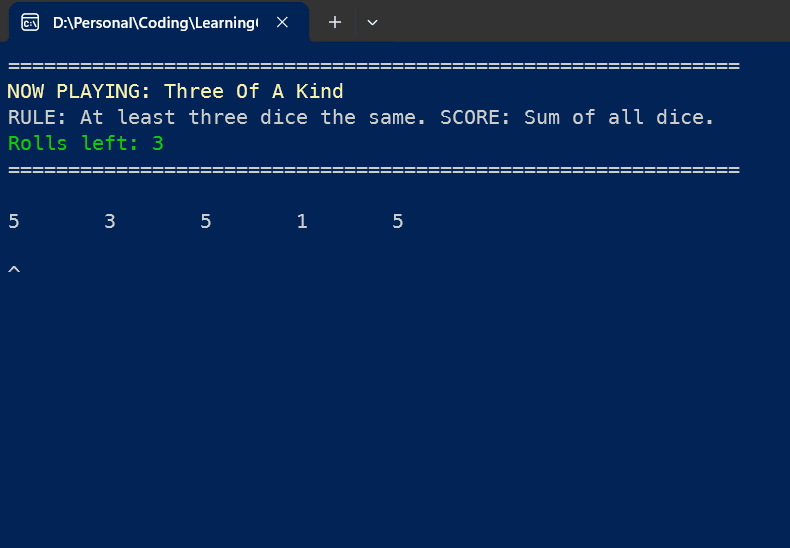 D:\Personal\Coding\Learning
============================================================= 
NOW PLAYING: Three Of A Kind
RULE: At least three dice the same. SCORE: Sum of all dice.
Rolls left: 3
=============================================================
5 3 5 1 5
^